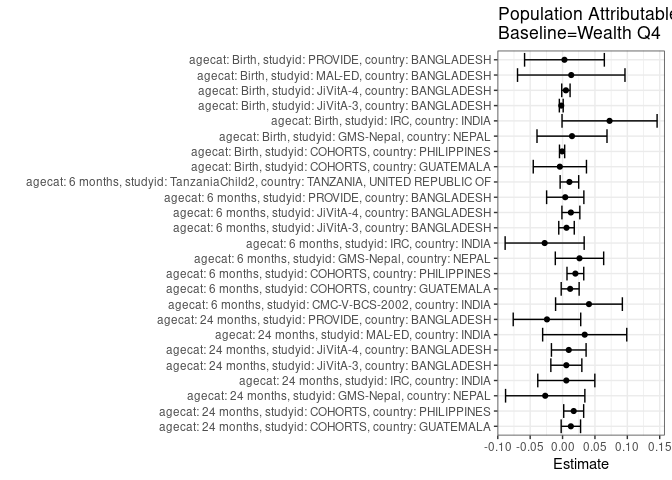 Population Attributable
Baseline=Wealth Q4
agecat: Birth, studyid: PROVIDE, country: BANGLADESH
agecat: Birth, studyid: MAL-ED, country: BANGLADESH
agecat: Birth, studyid: JiVitA-4, country: BANGLADESH
agecat: Birth, studyid: JiVitA-3, country: BANGLADESH
agecat: Birth, studyid: IRC, country: INDIA
agecat: Birth, studyid: GMS-Nepal, country: NEPAL
agecat: Birth, studyid: COHORTS, country: PHILIPPINES
agecat: Birth, studyid: COHORTS, country: GUATEMALA
agecat: 6 months, studyid: TanzaniaChild2, country: TANZANIA, UNITED REPUBLIC OF
agecat: 6 months, studyid: PROVIDE, country: BANGLADESH
agecat: 6 months, studyid: JiVitA-4, country: BANGLADESH
agecat: 6 months, studyid: JiVitA-3, country: BANGLADESH
agecat: 6 months, studyid: IRC, country: INDIA
agecat: 6 months, studyid: GMS-Nepal, country: NEPAL
agecat: 6 months, studyid: COHORTS, country: PHILIPPINES
agecat: 6 months, studyid: COHORTS, country: GUATEMALA
agecat: 6 months, studyid: CMC-V-BCS-2002, country: INDIA
agecat: 24 months, studyid: PROVIDE, country: BANGLADESH
agecat: 24 months, studyid: MAL-ED, country: INDIA
agecat: 24 months, studyid: JiVitA-4, country: BANGLADESH
agecat: 24 months, studyid: JiVitA-3, country: BANGLADESH
agecat: 24 months, studyid: IRC, country: INDIA
agecat: 24 months, studyid: GMS-Nepal, country: NEPAL
agecat: 24 months, studyid: COHORTS, country: PHILIPPINES
agecat: 24 months, studyid: COHORTS, country: GUATEMALA
-0.10 -0.05 0.00 0.05 0.10 0.15
Estimate